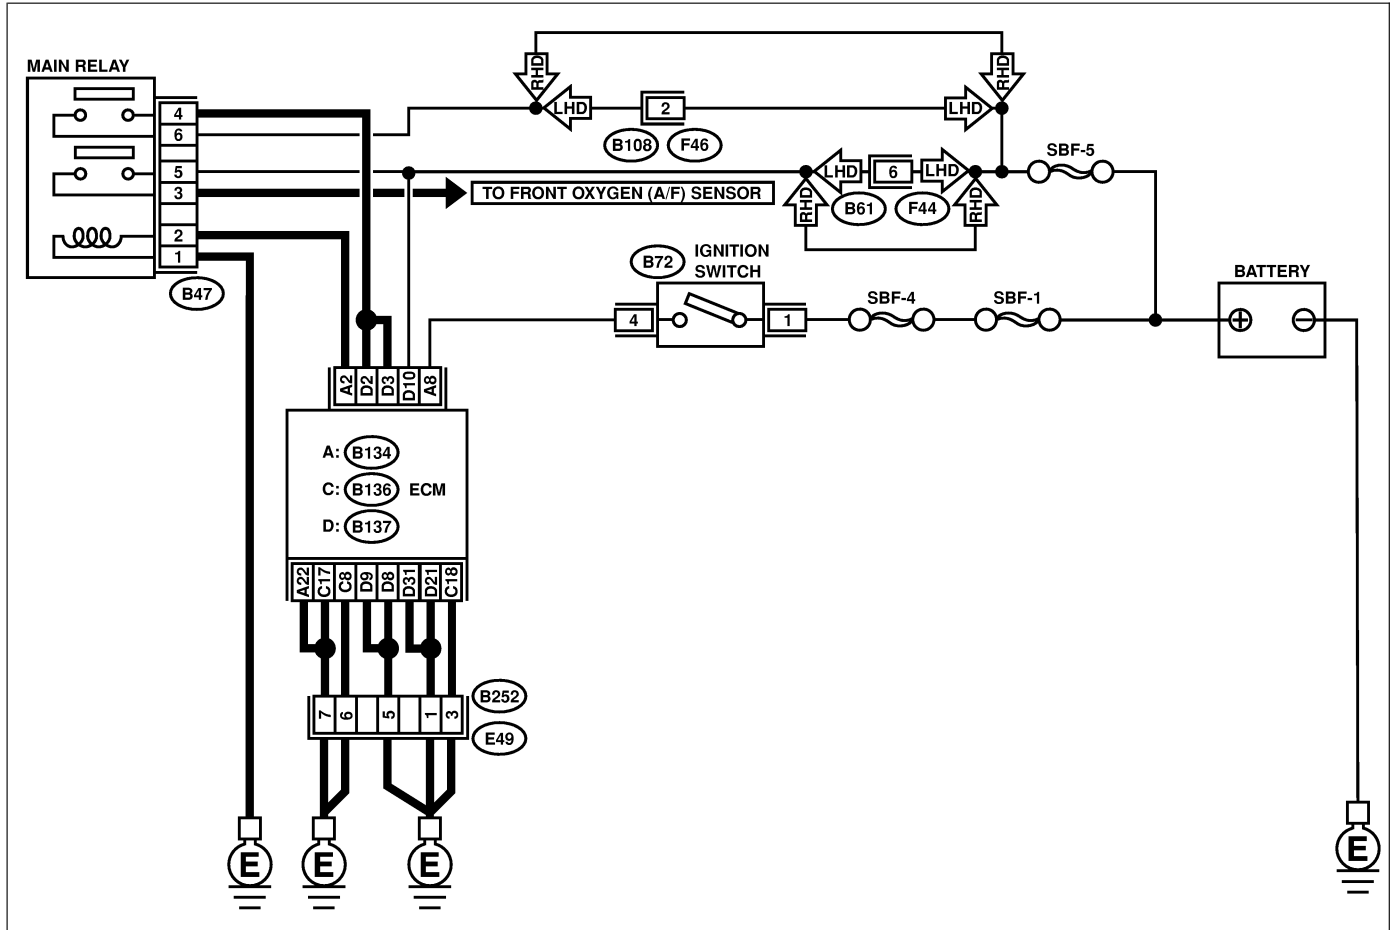 MAIN RELAY
4
6
5
3
2
1
B47
RHD
RHD
LHD
2
LHD
B108
F46
LHD
6
LHD
SBF-5
RHD
B61
F44
RHD
TO FRONT OXYGEN (A/F) SENSOR
B72
IGNITION
SWITCH
4
1
SBF-4
SBF-1
BATTERY
A2
D2
D3
D10
A8
A: B134
C: B136 ECM
D: B137
A22
C17
C8
D9
D8
D31
D21
C18
7
6
5
1
3
B252
E49
E
E
E
E